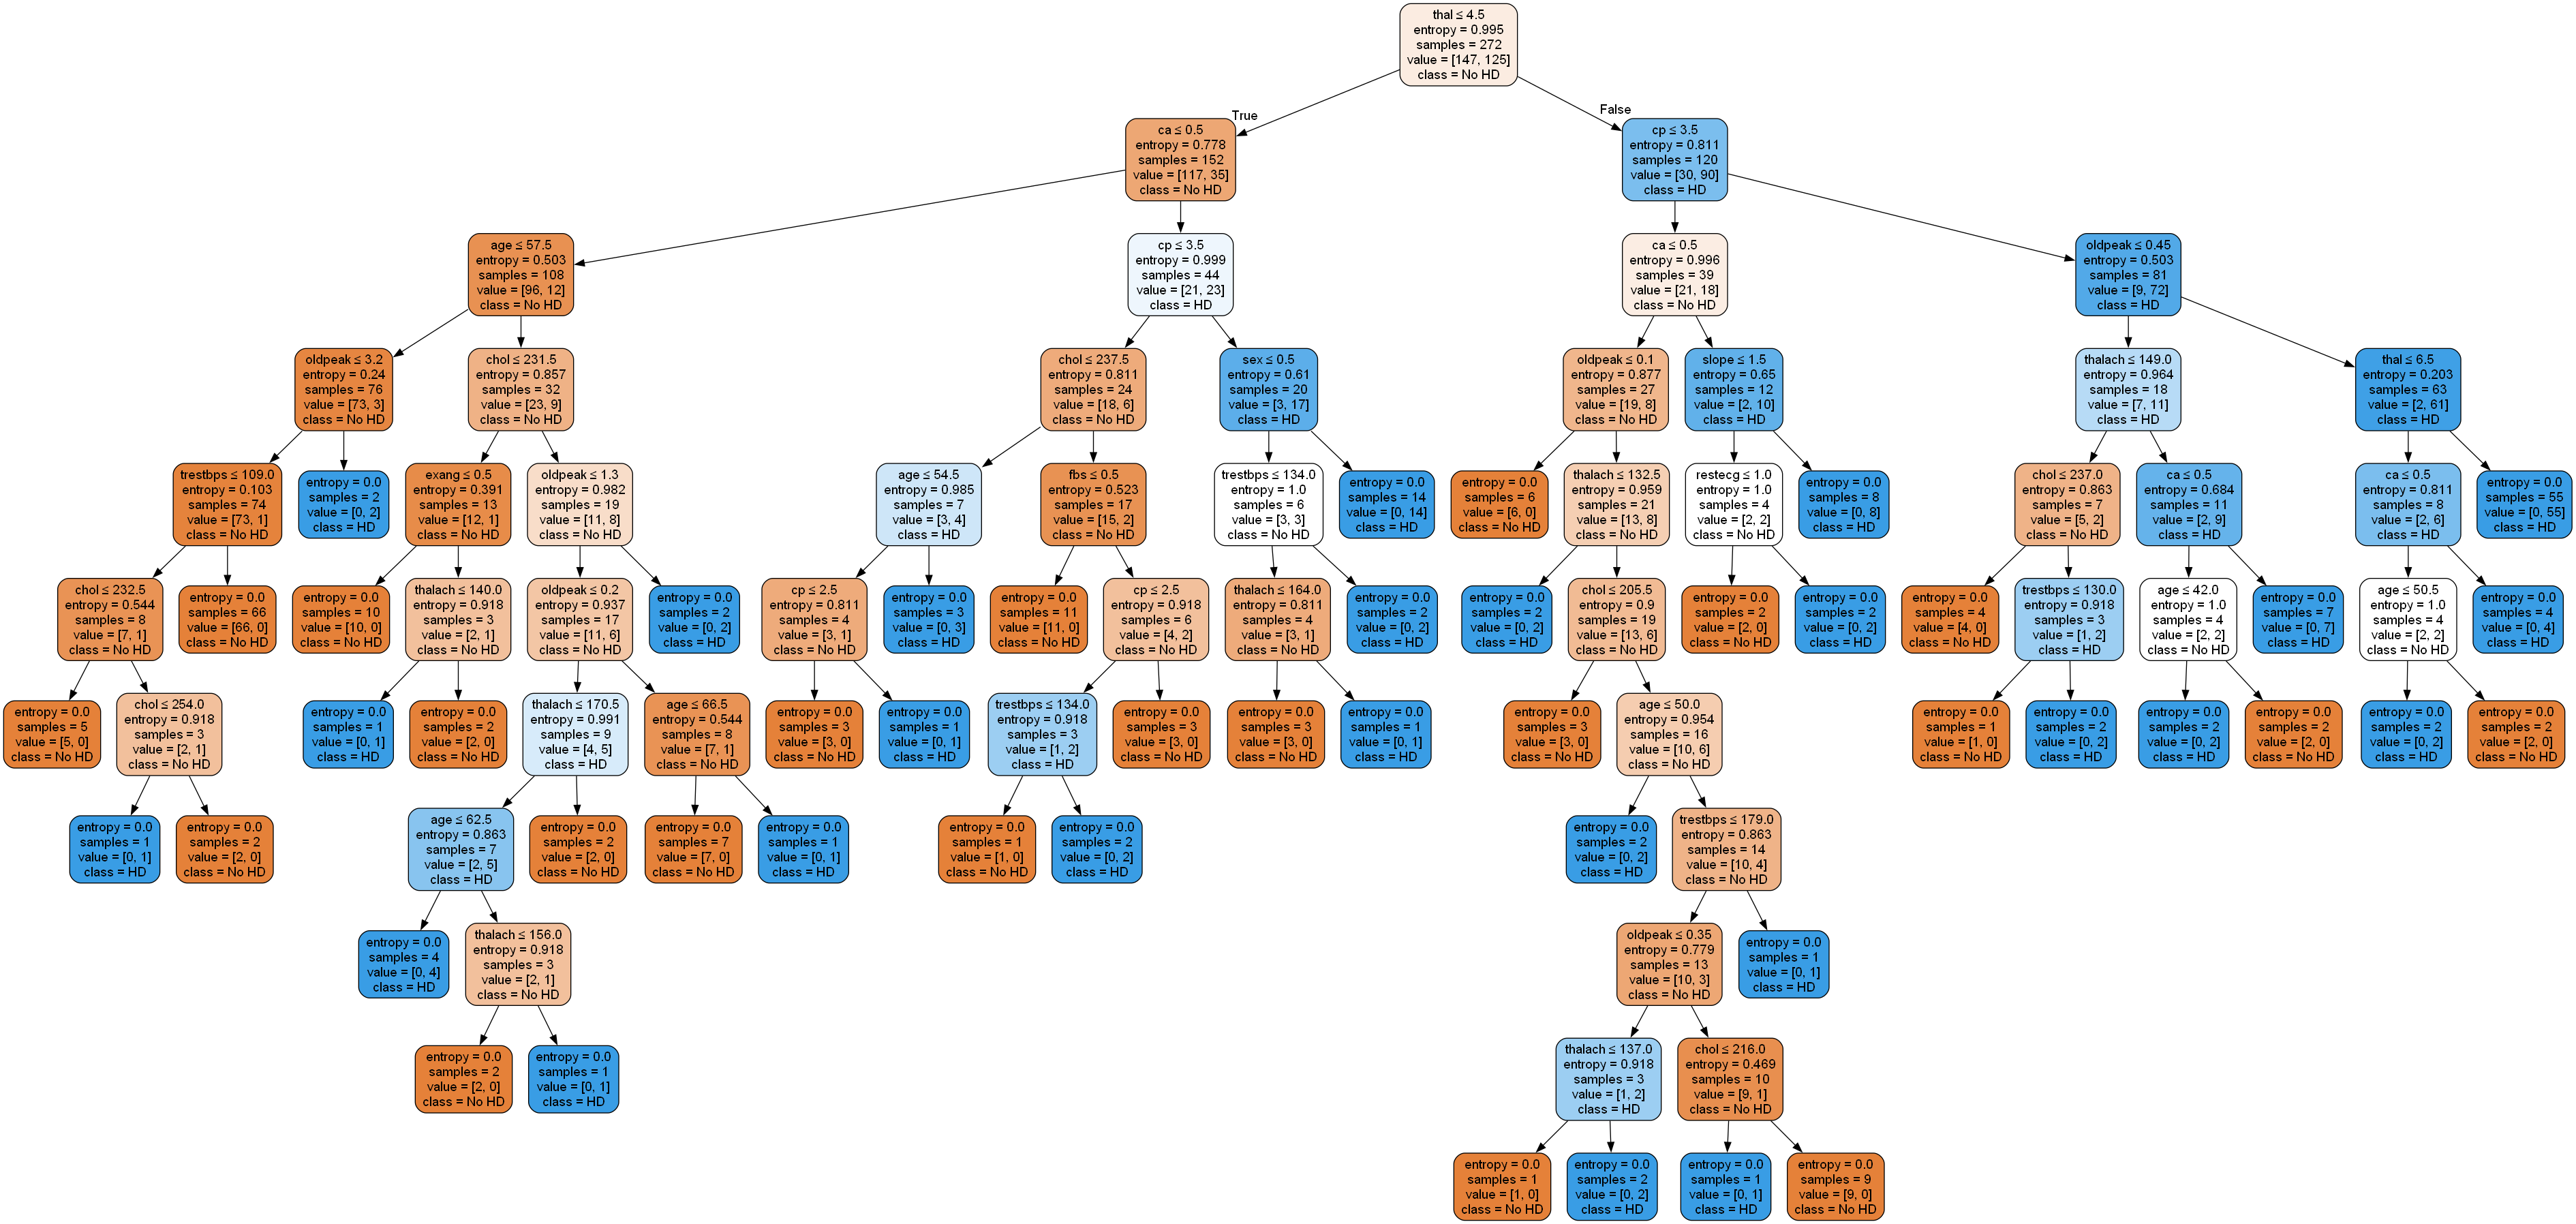 thal ≤ 4.5
entropy = 0.995
samples = 272
value = [147, 125]
class = No HD
True
False
ca ≤ 0.5
entropy = 0.778
samples = 152
value = [117, 35]
class = No HD
cp ≤ 3.5
entropy = 0.811
samples = 120
value = [30, 90]
class = HD
age ≤ 57.5
entropy = 0.503
samples = 108
value = [96, 12]
class = No HD
cp ≤ 3.5
entropy = 0.999
samples = 44
value = [21, 23]
class = HD
ca ≤ 0.5
entropy = 0.996
samples = 39
value = [21, 18]
class = No HD
oldpeak ≤ 0.45
entropy = 0.503
samples = 81
value = [9, 72]
class = HD
oldpeak ≤ 3.2
entropy = 0.24
samples = 76
value = [73, 3]
class = No HD
chol ≤ 231.5
entropy = 0.857
samples = 32
value = [23, 9]
class = No HD
chol ≤ 237.5
entropy = 0.811
samples = 24
value = [18, 6]
class = No HD
sex ≤ 0.5
entropy = 0.61
samples = 20
value = [3, 17]
class = HD
oldpeak ≤ 0.1
entropy = 0.877
samples = 27
value = [19, 8]
class = No HD
slope ≤ 1.5
entropy = 0.65
samples = 12
value = [2, 10]
class = HD
thalach ≤ 149.0
entropy = 0.964
samples = 18
value = [7, 11]
class = HD
thal ≤ 6.5
entropy = 0.203
samples = 63
value = [2, 61]
class = HD
trestbps ≤ 109.0
entropy = 0.103
samples = 74
value = [73, 1]
class = No HD
entropy = 0.0
samples = 2
value = [0, 2]
class = HD
exang ≤ 0.5
entropy = 0.391
samples = 13
value = [12, 1]
class = No HD
oldpeak ≤ 1.3
entropy = 0.982
samples = 19
value = [11, 8]
class = No HD
age ≤ 54.5
entropy = 0.985
samples = 7
value = [3, 4]
class = HD
fbs ≤ 0.5
entropy = 0.523
samples = 17
value = [15, 2]
class = No HD
trestbps ≤ 134.0
entropy = 1.0
samples = 6
value = [3, 3]
class = No HD
entropy = 0.0
samples = 14
value = [0, 14]
class = HD
entropy = 0.0
samples = 6
value = [6, 0]
class = No HD
thalach ≤ 132.5
entropy = 0.959
samples = 21
value = [13, 8]
class = No HD
restecg ≤ 1.0
entropy = 1.0
samples = 4
value = [2, 2]
class = No HD
entropy = 0.0
samples = 8
value = [0, 8]
class = HD
chol ≤ 237.0
entropy = 0.863
samples = 7
value = [5, 2]
class = No HD
ca ≤ 0.5
entropy = 0.684
samples = 11
value = [2, 9]
class = HD
ca ≤ 0.5
entropy = 0.811
samples = 8
value = [2, 6]
class = HD
entropy = 0.0
samples = 55
value = [0, 55]
class = HD
chol ≤ 232.5
entropy = 0.544
samples = 8
value = [7, 1]
class = No HD
entropy = 0.0
samples = 66
value = [66, 0]
class = No HD
entropy = 0.0
samples = 10
value = [10, 0]
class = No HD
thalach ≤ 140.0
entropy = 0.918
samples = 3
value = [2, 1]
class = No HD
oldpeak ≤ 0.2
entropy = 0.937
samples = 17
value = [11, 6]
class = No HD
entropy = 0.0
samples = 2
value = [0, 2]
class = HD
cp ≤ 2.5
entropy = 0.811
samples = 4
value = [3, 1]
class = No HD
entropy = 0.0
samples = 3
value = [0, 3]
class = HD
entropy = 0.0
samples = 11
value = [11, 0]
class = No HD
cp ≤ 2.5
entropy = 0.918
samples = 6
value = [4, 2]
class = No HD
thalach ≤ 164.0
entropy = 0.811
samples = 4
value = [3, 1]
class = No HD
entropy = 0.0
samples = 2
value = [0, 2]
class = HD
entropy = 0.0
samples = 2
value = [0, 2]
class = HD
chol ≤ 205.5
entropy = 0.9
samples = 19
value = [13, 6]
class = No HD
entropy = 0.0
samples = 2
value = [2, 0]
class = No HD
entropy = 0.0
samples = 2
value = [0, 2]
class = HD
entropy = 0.0
samples = 4
value = [4, 0]
class = No HD
trestbps ≤ 130.0
entropy = 0.918
samples = 3
value = [1, 2]
class = HD
age ≤ 42.0
entropy = 1.0
samples = 4
value = [2, 2]
class = No HD
entropy = 0.0
samples = 7
value = [0, 7]
class = HD
age ≤ 50.5
entropy = 1.0
samples = 4
value = [2, 2]
class = No HD
entropy = 0.0
samples = 4
value = [0, 4]
class = HD
entropy = 0.0
samples = 5
value = [5, 0]
class = No HD
chol ≤ 254.0
entropy = 0.918
samples = 3
value = [2, 1]
class = No HD
entropy = 0.0
samples = 1
value = [0, 1]
class = HD
entropy = 0.0
samples = 2
value = [2, 0]
class = No HD
thalach ≤ 170.5
entropy = 0.991
samples = 9
value = [4, 5]
class = HD
age ≤ 66.5
entropy = 0.544
samples = 8
value = [7, 1]
class = No HD
entropy = 0.0
samples = 3
value = [3, 0]
class = No HD
entropy = 0.0
samples = 1
value = [0, 1]
class = HD
trestbps ≤ 134.0
entropy = 0.918
samples = 3
value = [1, 2]
class = HD
entropy = 0.0
samples = 3
value = [3, 0]
class = No HD
entropy = 0.0
samples = 3
value = [3, 0]
class = No HD
entropy = 0.0
samples = 1
value = [0, 1]
class = HD
entropy = 0.0
samples = 3
value = [3, 0]
class = No HD
age ≤ 50.0
entropy = 0.954
samples = 16
value = [10, 6]
class = No HD
entropy = 0.0
samples = 1
value = [1, 0]
class = No HD
entropy = 0.0
samples = 2
value = [0, 2]
class = HD
entropy = 0.0
samples = 2
value = [0, 2]
class = HD
entropy = 0.0
samples = 2
value = [2, 0]
class = No HD
entropy = 0.0
samples = 2
value = [0, 2]
class = HD
entropy = 0.0
samples = 2
value = [2, 0]
class = No HD
entropy = 0.0
samples = 1
value = [0, 1]
class = HD
entropy = 0.0
samples = 2
value = [2, 0]
class = No HD
age ≤ 62.5
entropy = 0.863
samples = 7
value = [2, 5]
class = HD
entropy = 0.0
samples = 2
value = [2, 0]
class = No HD
entropy = 0.0
samples = 7
value = [7, 0]
class = No HD
entropy = 0.0
samples = 1
value = [0, 1]
class = HD
entropy = 0.0
samples = 1
value = [1, 0]
class = No HD
entropy = 0.0
samples = 2
value = [0, 2]
class = HD
entropy = 0.0
samples = 2
value = [0, 2]
class = HD
trestbps ≤ 179.0
entropy = 0.863
samples = 14
value = [10, 4]
class = No HD
entropy = 0.0
samples = 4
value = [0, 4]
class = HD
thalach ≤ 156.0
entropy = 0.918
samples = 3
value = [2, 1]
class = No HD
oldpeak ≤ 0.35
entropy = 0.779
samples = 13
value = [10, 3]
class = No HD
entropy = 0.0
samples = 1
value = [0, 1]
class = HD
entropy = 0.0
samples = 2
value = [2, 0]
class = No HD
entropy = 0.0
samples = 1
value = [0, 1]
class = HD
thalach ≤ 137.0
entropy = 0.918
samples = 3
value = [1, 2]
class = HD
chol ≤ 216.0
entropy = 0.469
samples = 10
value = [9, 1]
class = No HD
entropy = 0.0
samples = 1
value = [1, 0]
class = No HD
entropy = 0.0
samples = 2
value = [0, 2]
class = HD
entropy = 0.0
samples = 1
value = [0, 1]
class = HD
entropy = 0.0
samples = 9
value = [9, 0]
class = No HD